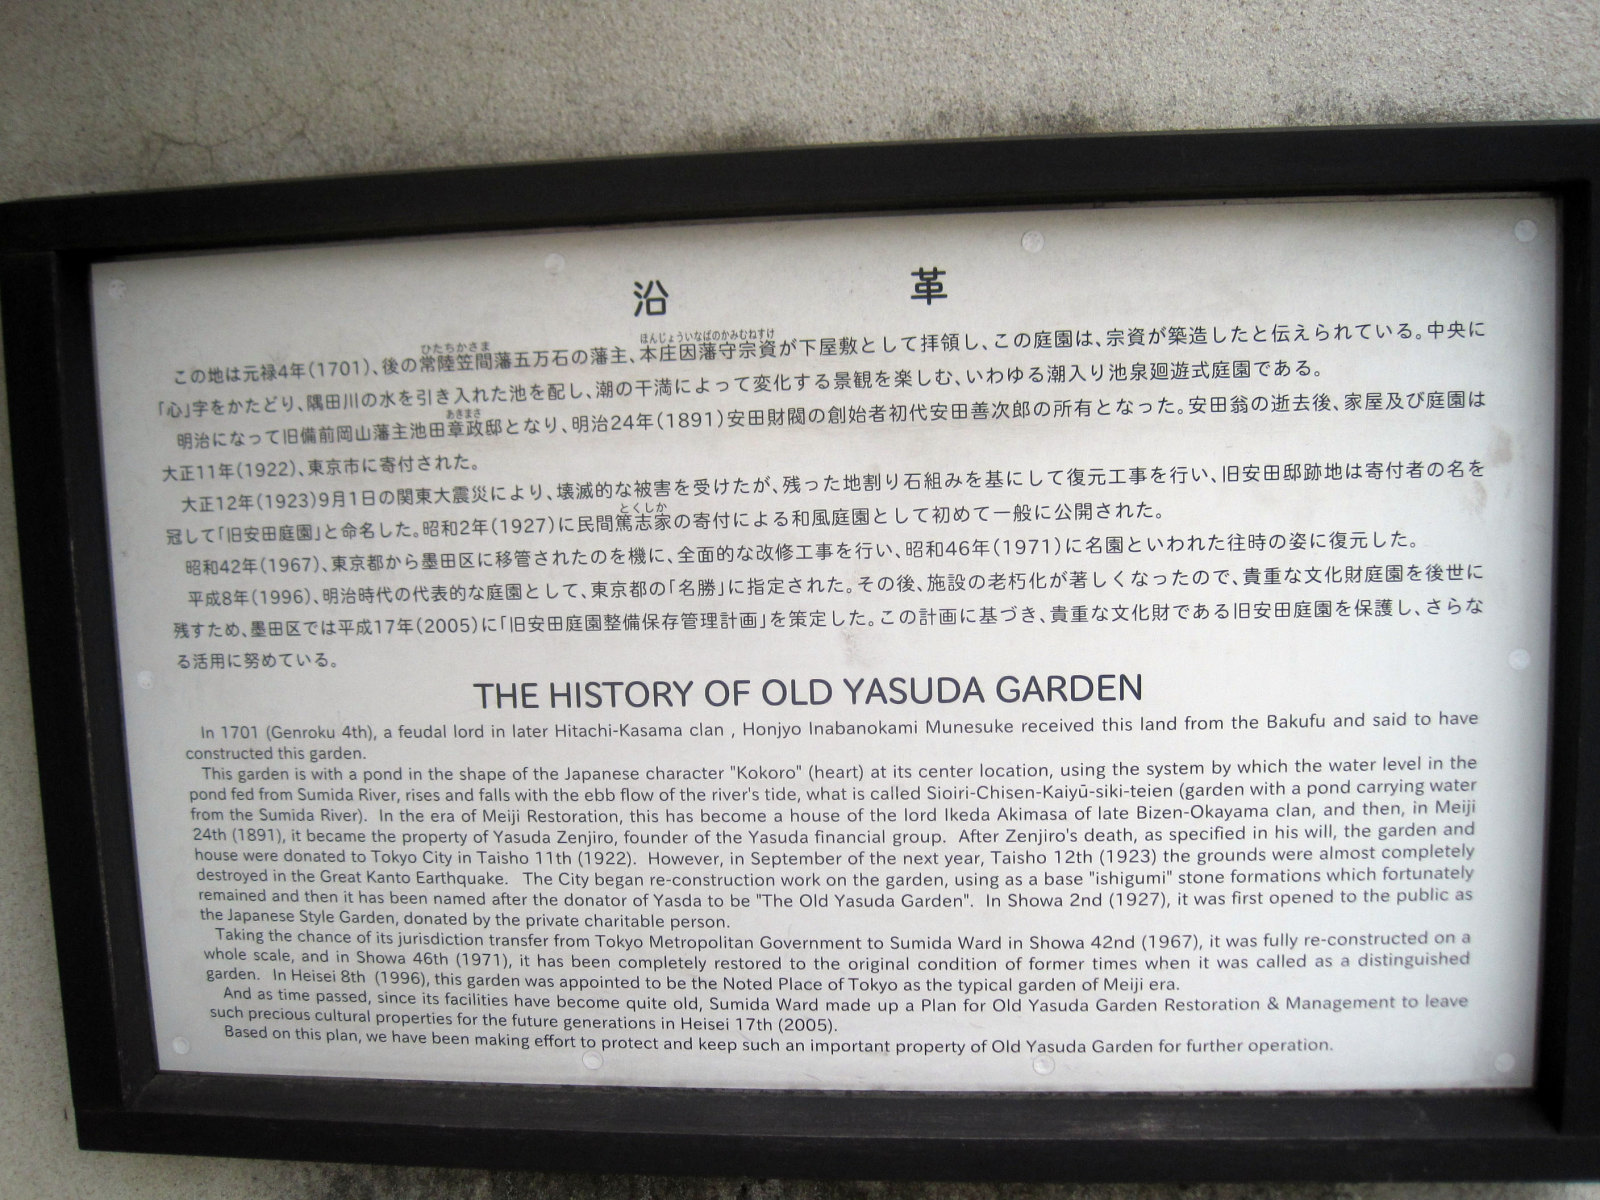 沿 革
この地は元禄4年(1701)、後の常陸笠間藩五万石の藩主、本庄因藩守宗資が下屋敷として拝領し、この庭園は、宗資が築造したと伝えられている。中央に
「心」字をかたどり、隅田川の水を引き入れた池を配し、潮の干満によって変化する景観を楽しむ、いわゆる潮入り池泉廻遊式庭園である。
明治になって旧備前岡山藩主池田章政邸となり、明治24年(1891)安田財閥の創始者初代安田善次郎の所有となった。安田翁の逝去後、家屋及び庭園は
大正11年(1922)、東京市に寄付された。
大正12年(1923)9月1日の関東大震災により、壊滅的な被害を受けたが、残った地割り石組みを基にして復元工事を行い、旧安田邸跡地は寄付者の名を
冠して「旧安田庭園」と命名した。昭和2年(1927)に民間篤志家の寄付による和風庭園として初めて一般に公開された。
昭和42年(1967)、東京都から墨田区に移管されたのを機に、全面的な改修工事を行い、昭和46年(1971)に名園といわれた往時の姿に復元した。
平成8年(1996)、明治時代の代表的な庭園として、東京都の「名勝」に指定された。その後、施設の老朽化が著しくなったので、貴重な文化財庭園を後世に
残すため、墨田区では平成17年(2005)に「旧安田庭園整備保存管理計画」を策定した。この計画に基づき、貴重な文化財である旧安田庭園を保護し、さらな
る活用に努めている。
THE HISTORY OF OLD YASUDA GARDEN
In 1701 (Genroku 4th), a feudal lord in later Hitachi-Kasama clan , Honjyo Inabanokami Munesuke received this land from the Bakufu and said to have
constructed this garden.
This garden is with a pond in the shape of the Japanese character "Kokoro" (heart) at its center location, using the system by which the water level in the
pond fed from Sumida River, rises and falls with the ebb flow of the river's tide, what is called Sioiri-Chisen-Kaiyū-siki-teien (garden with a pond carrying water
from the Sumida River). In the era of Meiji Restoration, this has become a house of the lord Ikeda Akimasa of late Bizen-Okayama clan, and then, in Meiji
24th (1891), it became the property of Yasuda Zenjiro, founder of the Yasuda financial group. After Zenjiro's death, as specified in his will, the garden and
house were donated to Tokyo City in Taisho 11th (1922). However, in September of the next year, Taisho 12th (1923) the grounds were almost completely
destroyed in the Great Kanto Earthquake. The City began re-construction work on the garden, using as a base "ishigumi" stone formations which fortunately
remained and then it has been named after the donator of Yasda to be "The Old Yasuda Garden". In Showa 2nd (1927), it was first opened to the public as
the Japanese Style Garden, donated by the private charitable person.
Taking the chance of its jurisdiction transfer from Tokyo Metropolitan Government to Sumida Ward in Showa 42nd (1967), it was fully re-constructed on a
whole scale, and in Showa 46th (1971), it has been completely restored to the original condition of former times when it was called as a distinguished
garden. In Heisei 8th (1996), this garden was appointed to be the Noted Place of Tokyo as the typical garden of Meiji era.
And as time passed, since its facilities have become quite old, Sumida Ward made up a Plan for Old Yasuda Garden Restoration & Management to leave
such precious cultural properties for the future generations in Heisei 17th (2005).
Based on this plan, we have been making effort to protect and keep such an important property of Old Yasuda Garden for further operation.